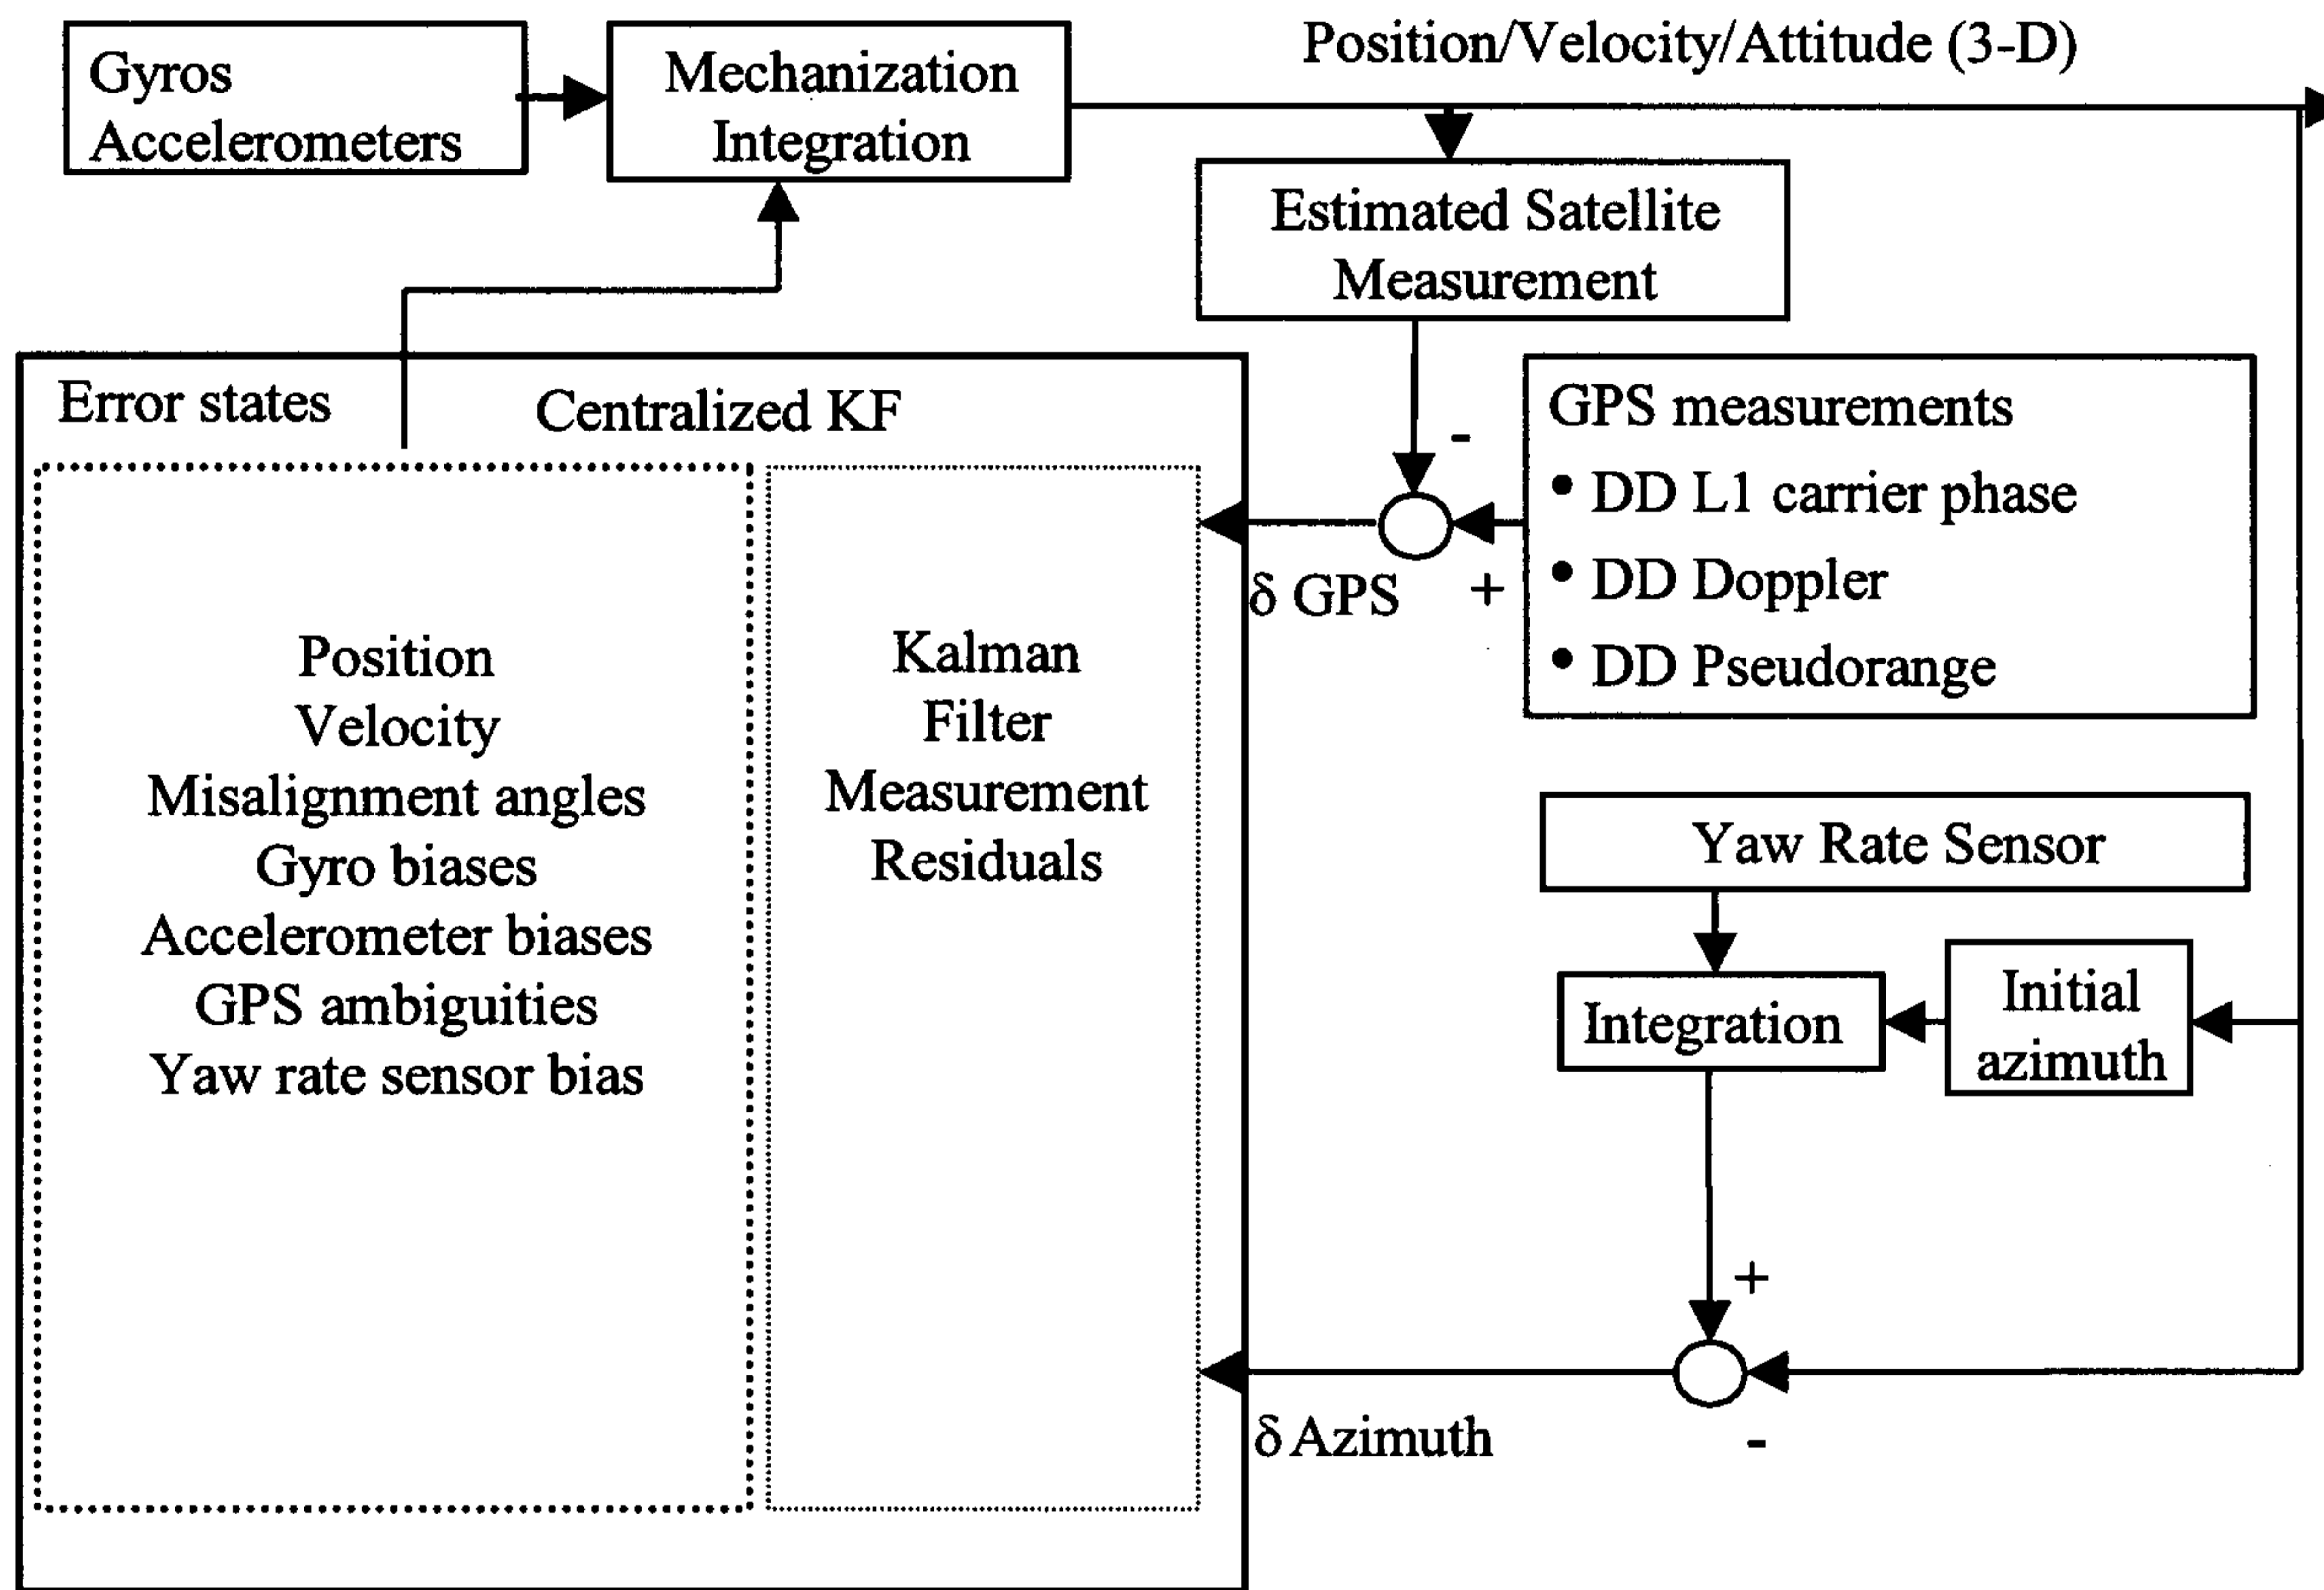 Gyros
Accelerometers
Mechanization
Integration
Position/Velocity/Attitude (3-D)
Estimated Satellite
Measurement
Error states
Centralized KF
Position
Velocity
Misalignment angles
Gyro biases
Accelerometer biases
GPS ambiguities
Yaw rate sensor bias
Kalman
Filter
Measurement
Residuals
-
δ GPS
+
GPS measurements
• DD L1 carrier phase
• DD Doppler
• DD Pseudorange
Yaw Rate Sensor
Integration
Initial
azimuth
+
δ Azimuth
-